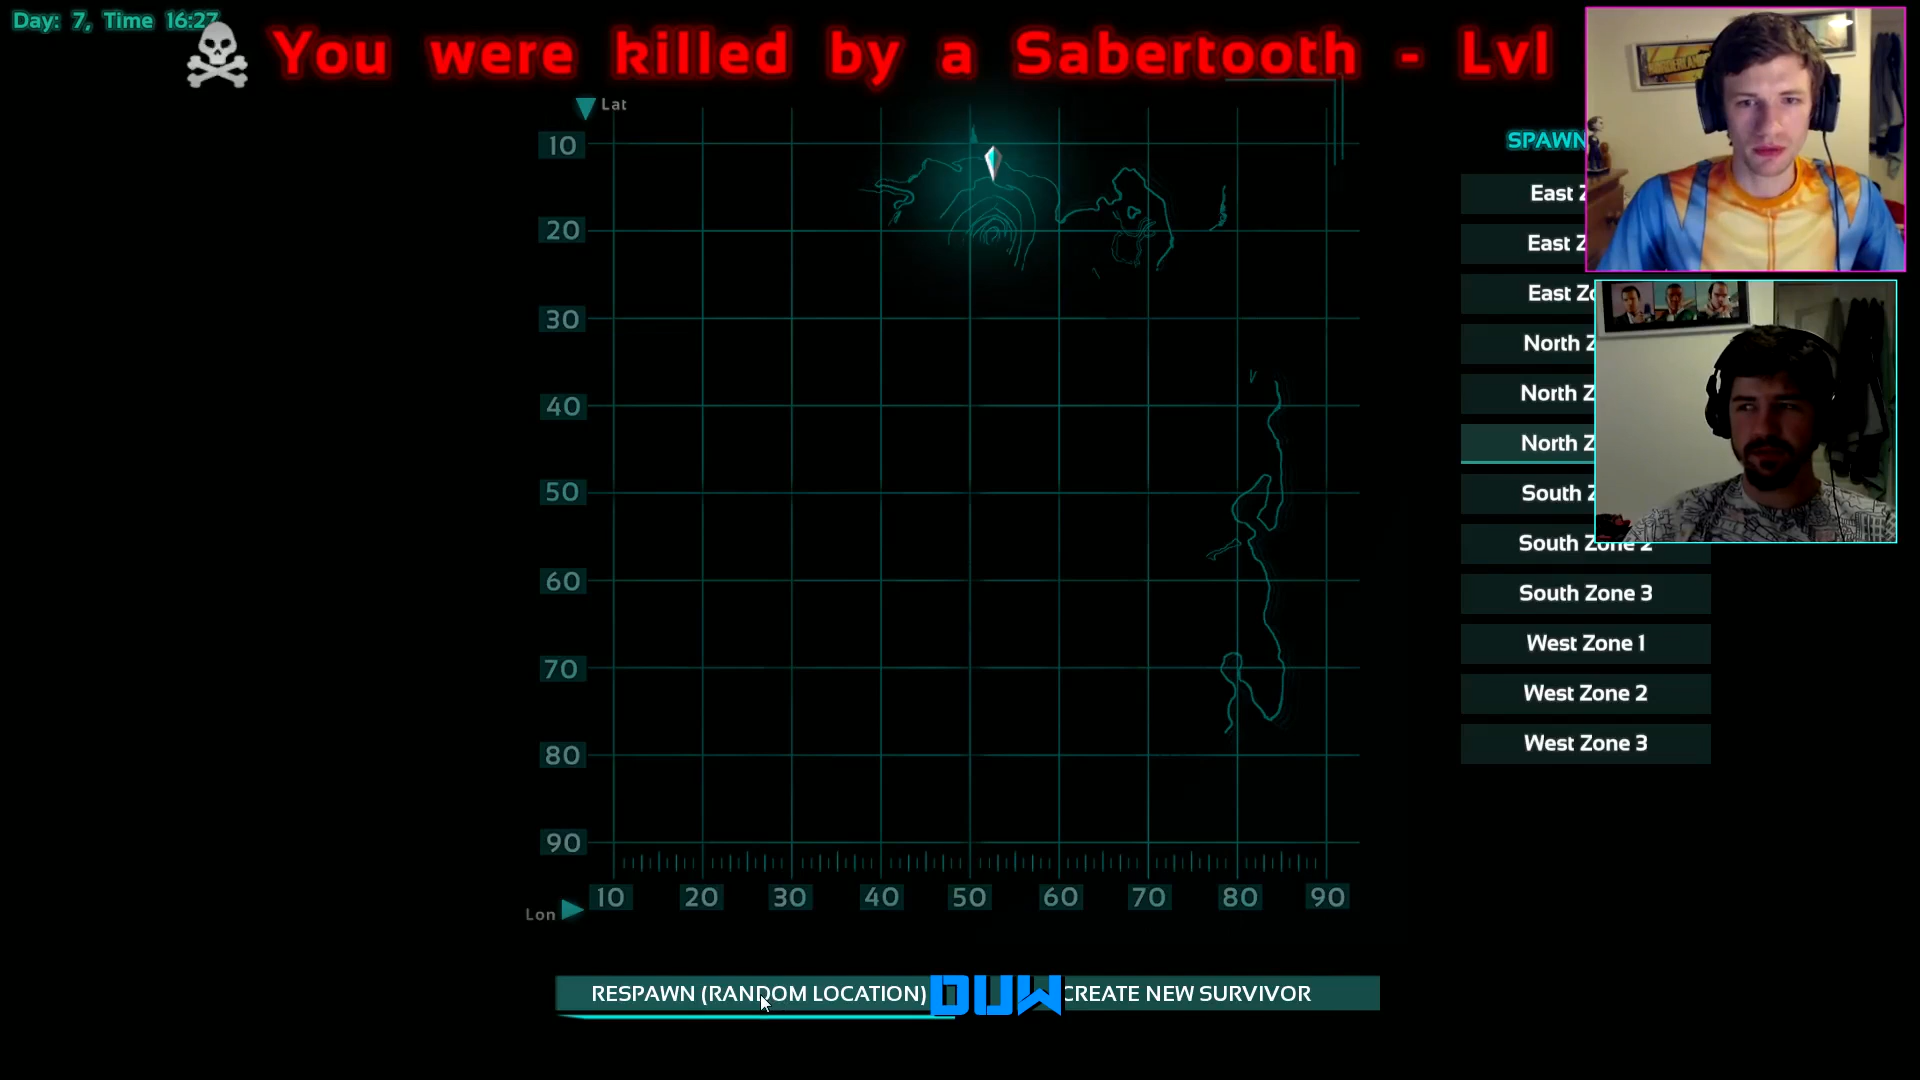 Day: 7, Time 16:27
You were killed by a Sabertooth - Lvl
Lat
10
20
30
40
50
60
70
80
90
10 20 30 40 50 60 70 80 90
Lon
SPAWN
East
East
East
North
North
North
South
South Zone 2
South Zone 3
West Zone 1
West Zone 2
West Zone 3
RESPAWN (RANDOM LOCATION)
DUW
CREATE NEW SURVIVOR